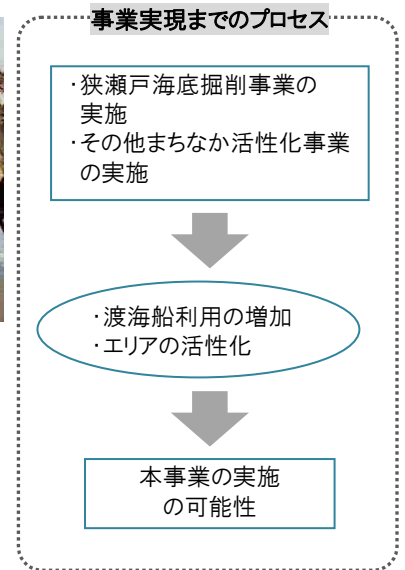 事業実現までのプロセス
・狭瀬戸海底掘削事業の
実施
・その他まちなか活性化事業
の実施
・渡海船利用の増加
・エリアの活性化
本事業の実施
の可能性